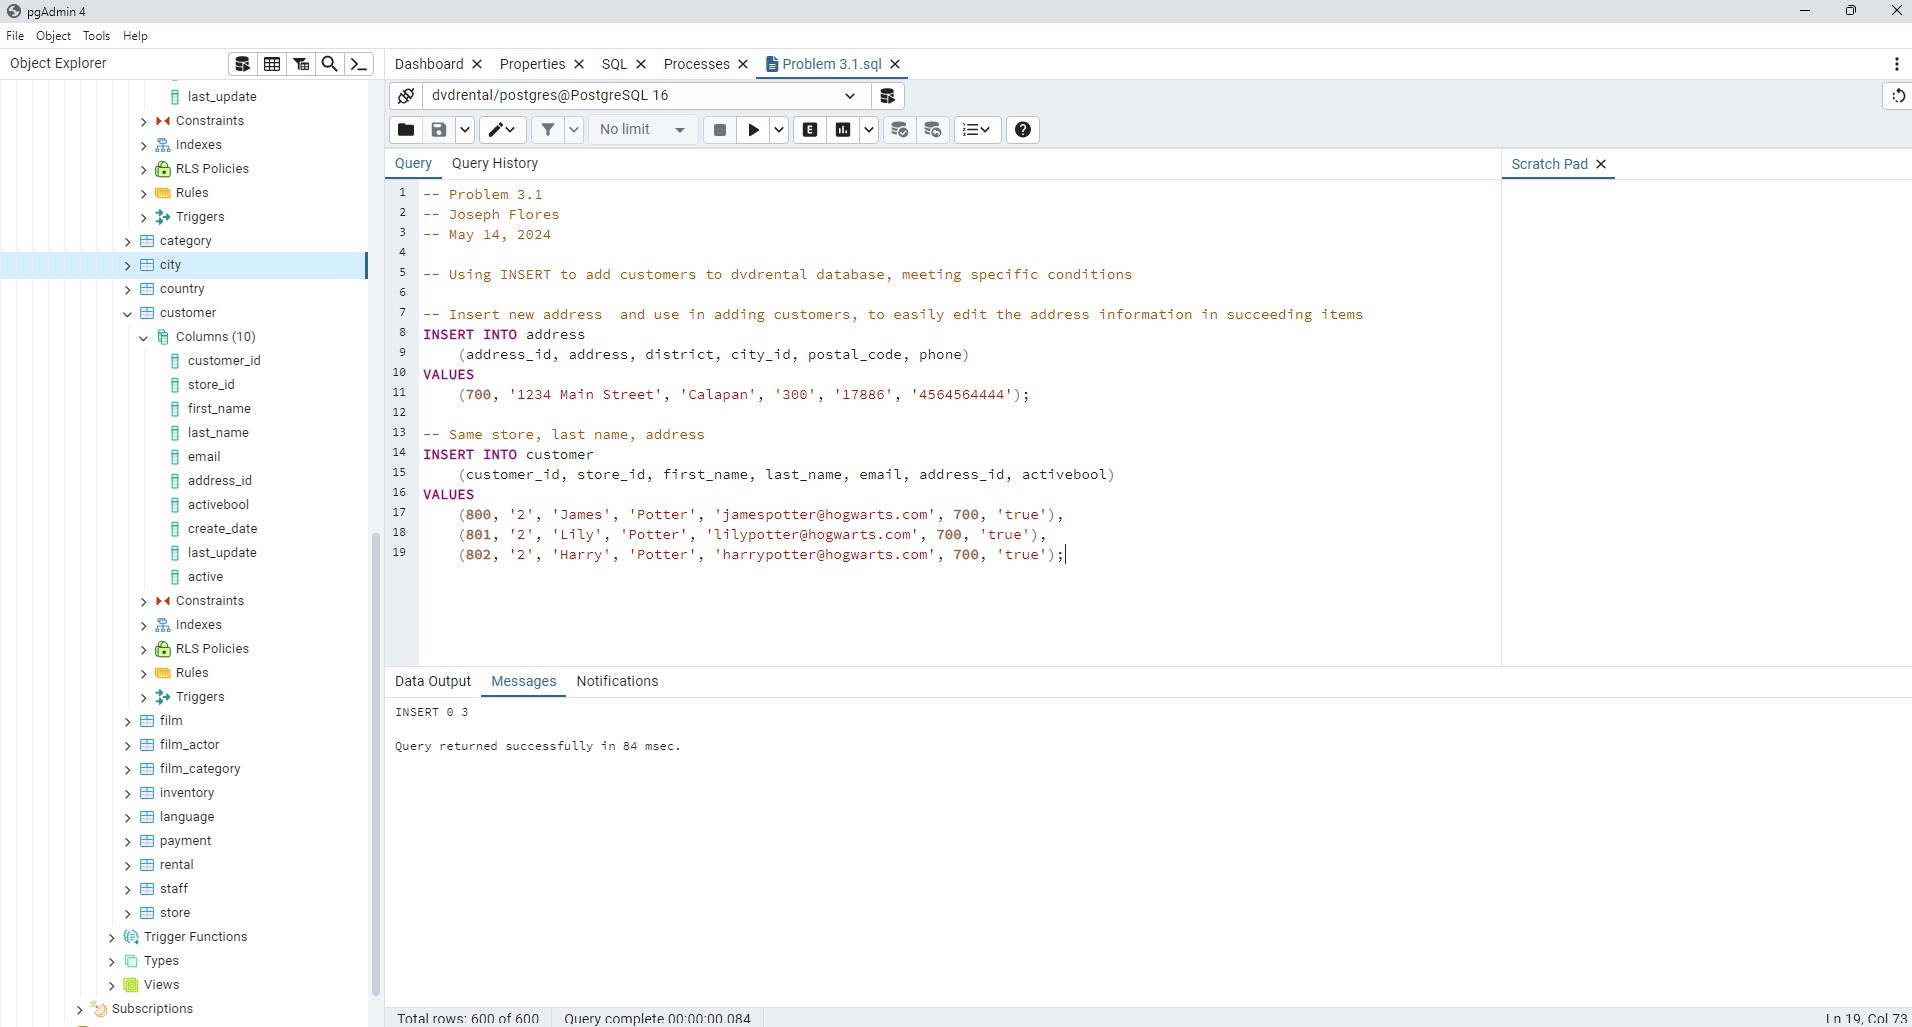 pgAdmin 4
File Object Tools Help
Object Explorer
Dashboard Properties SQL Processes Problem 3.1.sql
dvdrental/postgres@PostgreSQL 16
No limit
E
Query Query History
Scratch Pad
last_update
Constraints
Indexes
RLS Policies
Rules
Triggers
category
city
country
customer
Columns (10)
customer_id
store_id
first_name
last_name
email
address_id
activebool
create_date
last_update
active
Constraints
Indexes
RLS Policies
Rules
Triggers
film
film_actor
film_category
inventory
language
payment
rental
staff
store
Trigger Functions
Types
Views
Subscriptions
1 -- Problem 3.1
2 -- Joseph Flores
3 -- May 14, 2024
4
5 -- Using INSERT to add customers to dvdrental database, meeting specific conditions
6
7 -- Insert new address  and use in adding customers, to easily edit the address information in succeeding items
8 INSERT INTO address
9 (address_id, address, district, city_id, postal_code, phone)
10 VALUES
11 (700, '1234 Main Street', 'Calapan', '300', '17886', '4564564444');
12
13 -- Same store, last name, address
14 INSERT INTO customer
15 (customer_id, store_id, first_name, last_name, email, address_id, activebool)
16 VALUES
17 (800, '2', 'James', 'Potter', 'jamespotter@hogwarts.com', 700, 'true'),
18 (801, '2', 'Lily', 'Potter', 'lilypotter@hogwarts.com', 700, 'true'),
19 (802, '2', 'Harry', 'Potter', 'harrypotter@hogwarts.com', 700, 'true');
Data Output Messages Notifications
INSERT 0 3
Query returned successfully in 84 msec.
Total rows: 600 of 600 Query complete 00:00:00.084 Ln 19, Col 73